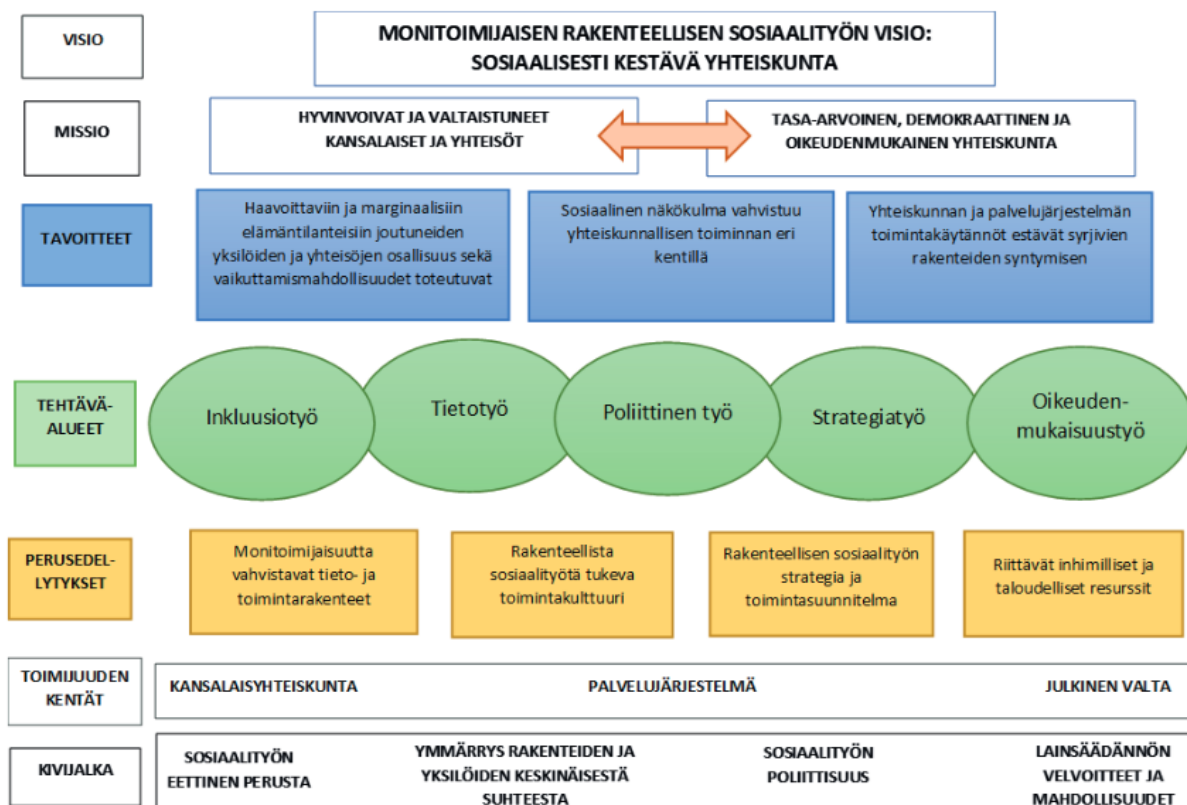 VISIO
MONITOIMIJAISEN RAKENTEELLISEN SOSIAALITYÖN VISIO:
SOSIAALISESTI KESTÄVÄ YHTEISKUNTA
MISSIO
HYVINVOIVAT JA VALTAISTUNEET
KANSALAISET JA YHTEISÖT
TASA-ARVOINEN, DEMOKRAATTINEN JA
OIKEUDENMUKAINEN YHTEISKUNTA
TAVOITTEET
Haavoittaviin ja marginaalisiin
elämäntilanteisiin joutuneiden
yksilöiden ja yhteisöjen osallisuus sekä
vaikuttamismahdollisuudet toteutuvat
Sosiaalinen näkökulma vahvistuu
yhteiskunnallisen toiminnan eri
kentillä
Yhteiskunnan ja palvelujärjestelmän
toimintakäytännöt estävät syrjivien
rakenteiden syntymisen
TEHTÄVÄ-
ALUEET
Inkluusiotyö
Tietotyö
Poliittinen työ
Strategiatyö
Oikeuden-
mukaisuustyö
PERUSEDEL-
LYTYKSET
Monitoimijaisuutta
vahvistavat tieto- ja
toimintarakenteet
Rakenteellista
sosiaalityötä tukeva
toimintakulttuuri
Rakenteellisen sosiaalityön
strategia ja
toimintasuunnitelma
Riittävät inhimilliset ja
taloudelliset resurssit
TOIMIJUUDEN
KENTÄT
KANSALAISYHTEISKUNTA
PALVELUJÄRJESTELMÄ
JULKINEN VALTA
KIVIJALKA
SOSIAALITYÖN
EETTINEN PERUSTA
YMMÄRRYS RAKENTEIDEN JA
YKSILÖIDEN KESKINÄISESTÄ
SUHTEESTA
SOSIAALITYÖN
POLIITTISUUS
LAINSÄÄDÄNNÖN
VELVOITTEET JA
MAHDOLLISUUDET